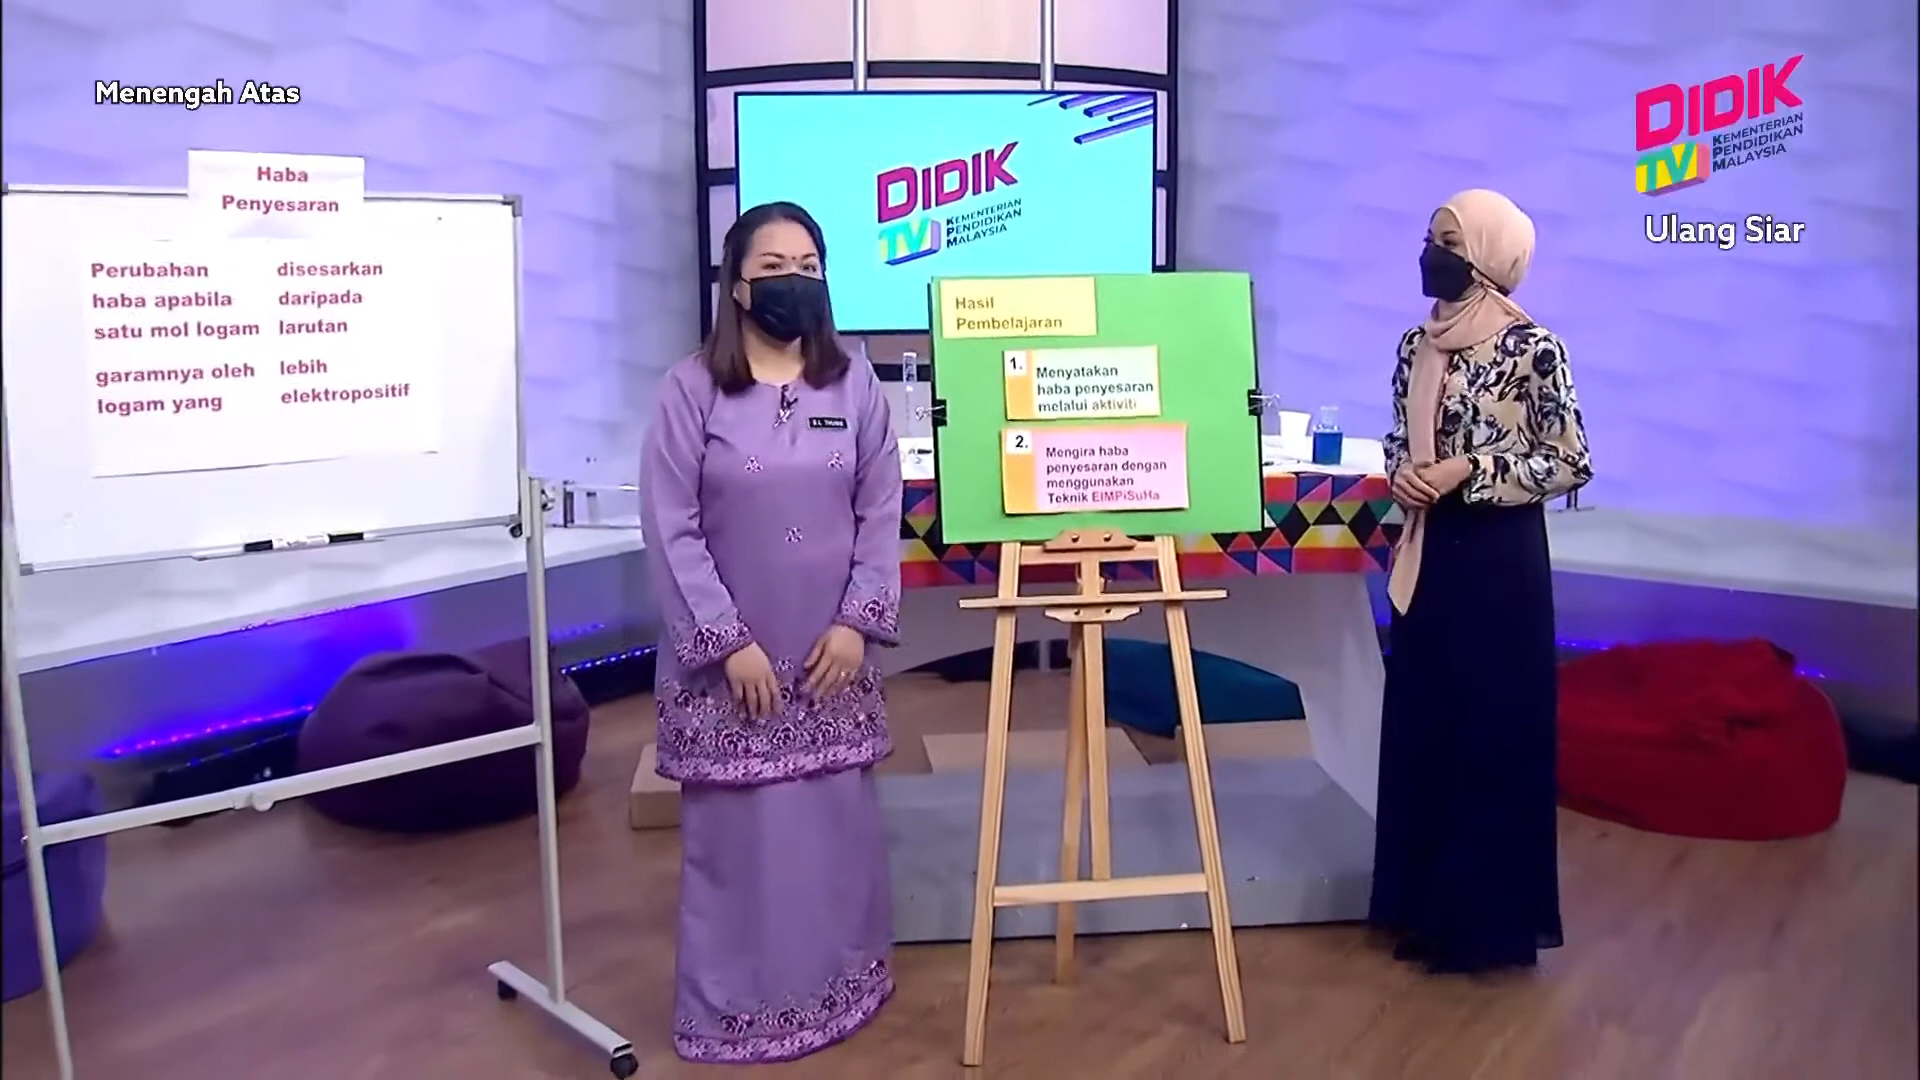 Menengah Atas
DIDIK
TV
KEMENTERIAN
PENDIDIKAN
MALAYSIA
Ulang Siar
Haba
Penyesaran
Perubahan
haba apabila
satu mol logam
garamnya oleh
logam yang
disesarkan
daripada
larutan
lebih
elektropositif
DIDIK
TV
KEMENTERIAN
PENDIDIKAN
MALAYSIA
Hasil
Pembelajaran
1.
Menyatakan
haba penyesaran
melalui aktiviti
2.
Mengira haba
penyesaran dengan
menggunakan
Teknik EIMPiSuHa